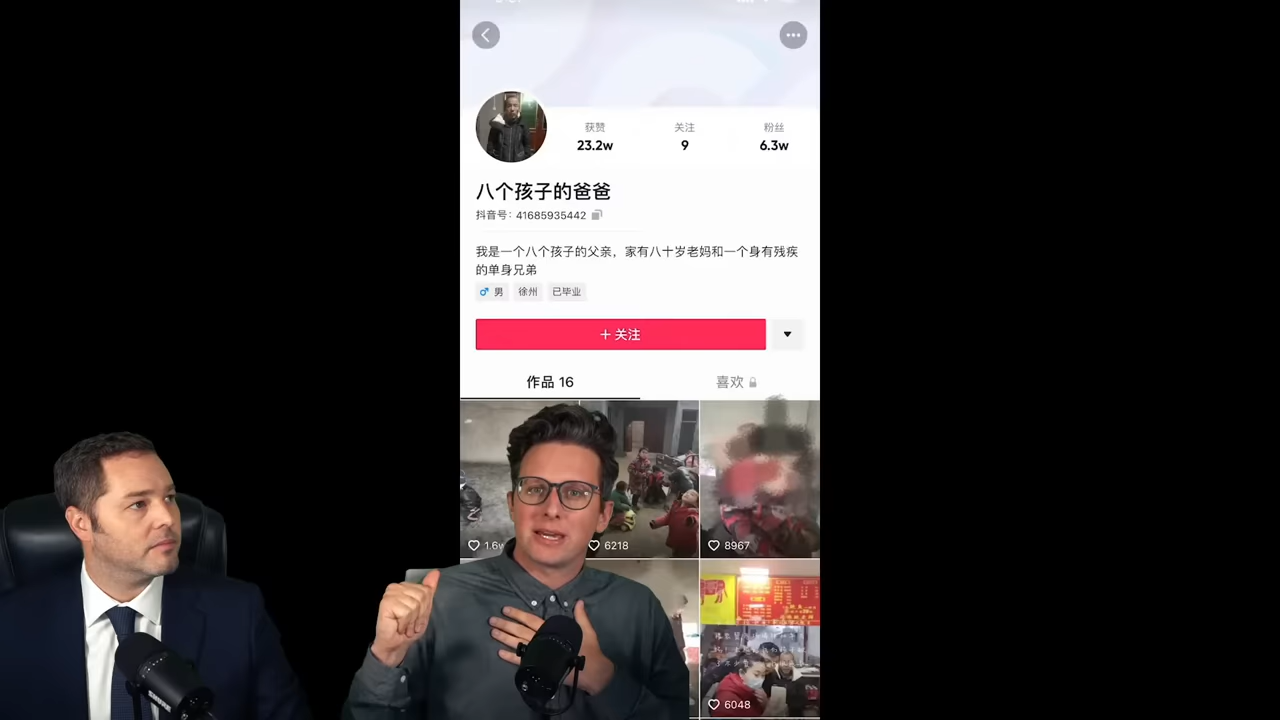 获赞 关注 粉丝
23.2w 9 6.3w
八个孩子的爸爸
抖音号：41685935442
我是一个八个孩子的父亲，家有八十岁老妈和一个身有残疾
的单身兄弟
男 徐州 已毕业
+ 关注
作品 16 喜欢
6218 8967
6048
SHURE